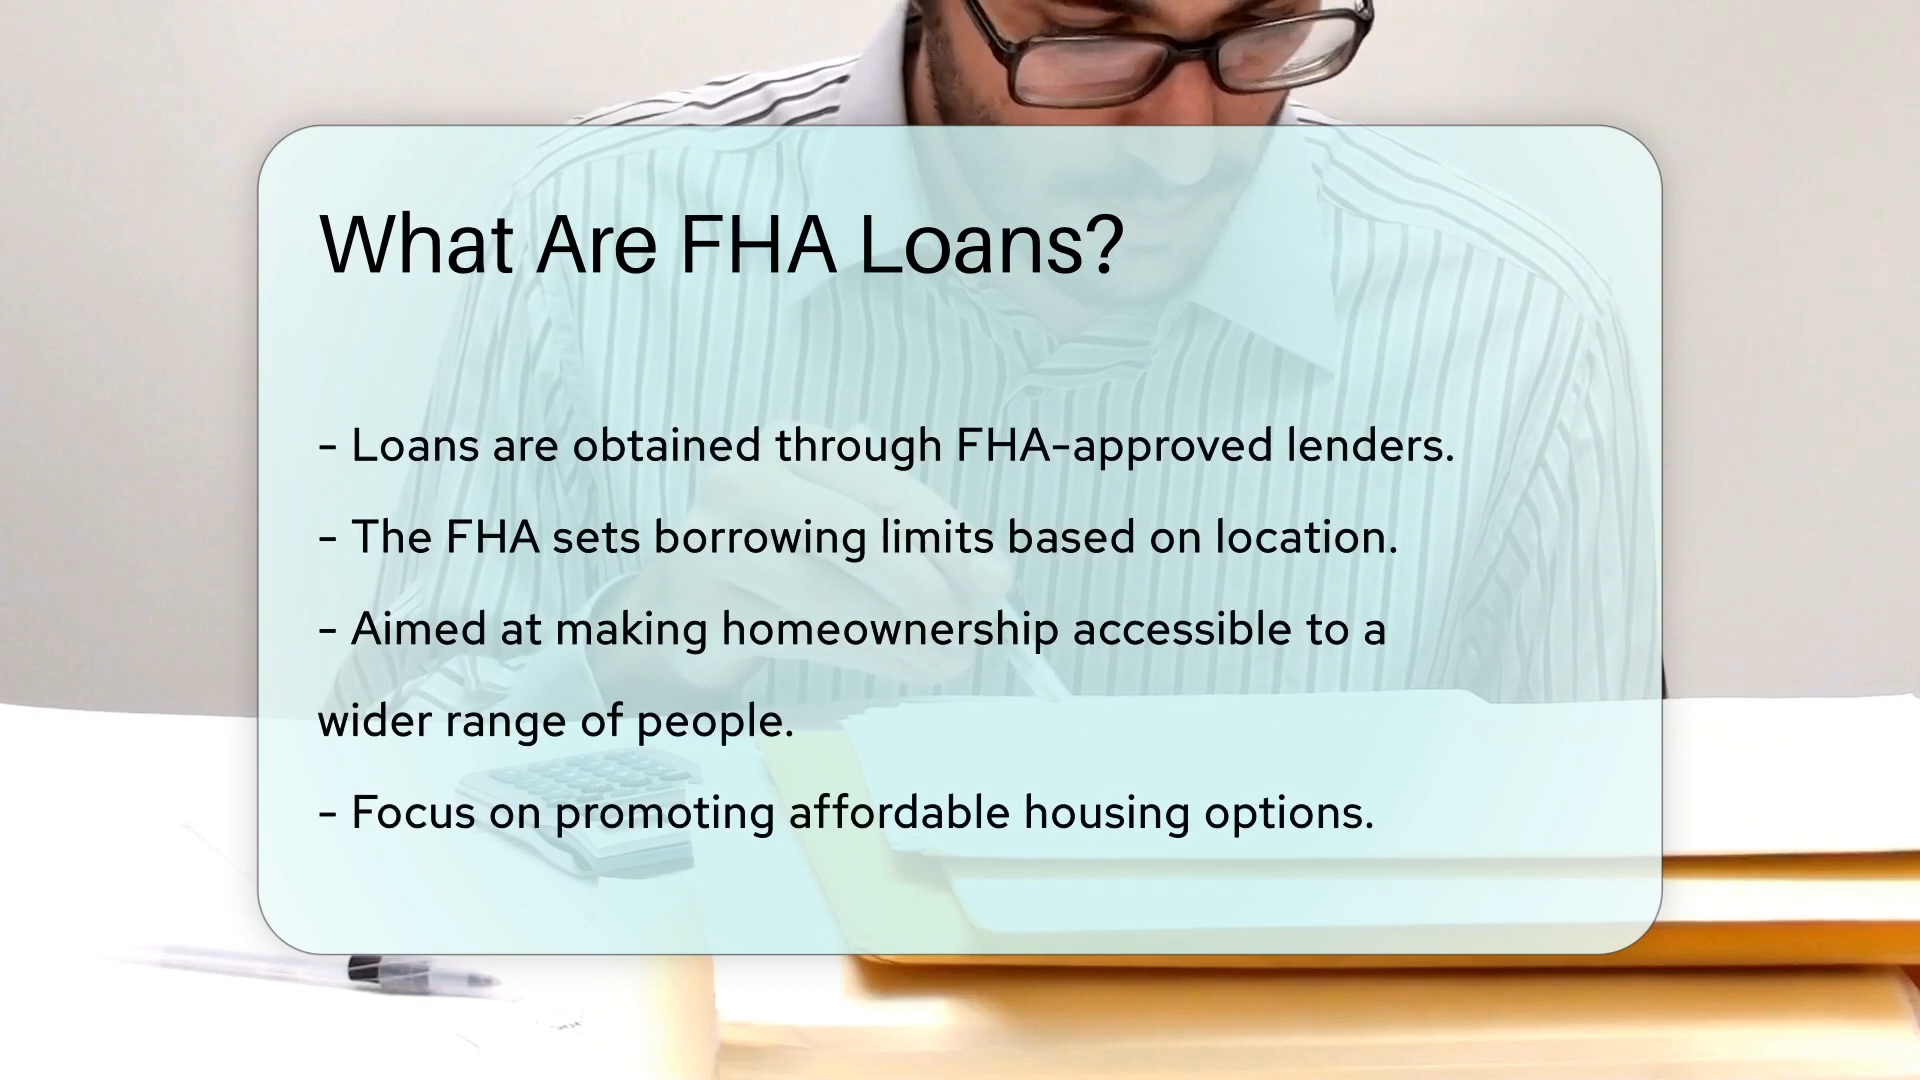 What Are FHA Loans?
- Loans are obtained through FHA-approved lenders.
- The FHA sets borrowing limits based on location.
- Aimed at making homeownership accessible to a
wider range of people.
- Focus on promoting affordable housing options.